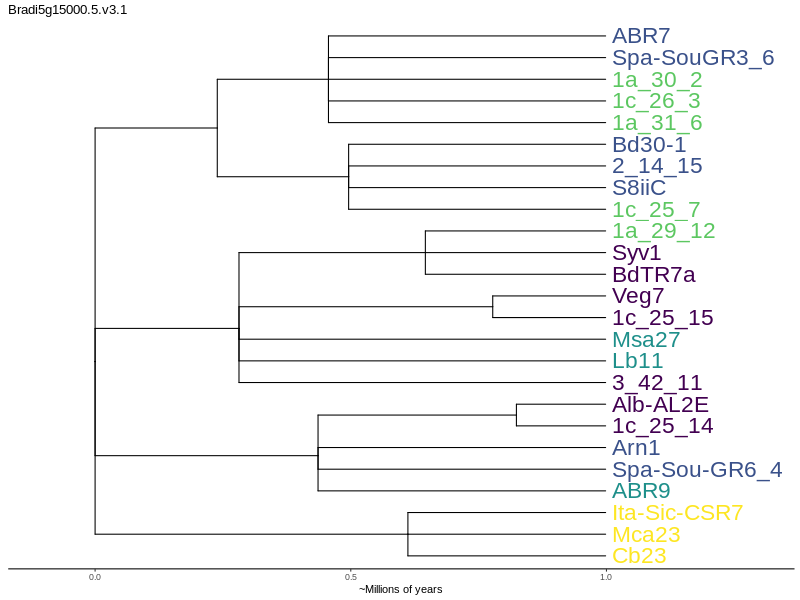 Bradi5g15000.5.v3.1
ABR7
Spa-SouGR3_6
1a_30_2
1c_26_3
1a_31_6
Bd30-1
2_14_15
S8iiC
1c_25_7
1a_29_12
Syv1
BdTR7a
Veg7
1c_25_15
Msa27
Lb11
3_42_11
Alb-AL2E
1c_25_14
Arn1
Spa-Sou-GR6_4
ABR9
Ita-Sic-CSR7
Mca23
Cb23
0.0 0.5 1.0
~Millions of years